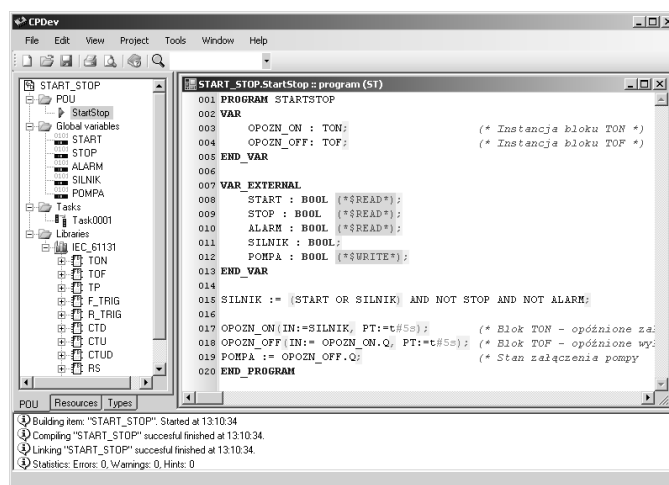 CPDev
File Edit View Project Tools Window Help
START_STOP
POU
StartStop
Global variables
START
STOP
ALARM
SILNIK
POMPA
Tasks
Task0001
Libraries
IEC_61131
TON
TOF
TP
F_TRIG
R_TRIG
CTD
CTU
CTUD
RS
POU Resources Types
START_STOP.StartStop :: program (ST)
001 PROGRAM STARTSTOP
002 VAR
003 OPOZN_ON : TON; (* Instancja bloku TON *)
004 OPOZN_OFF: TOF; (* Instancja bloku TOF *)
005 END_VAR
006
007 VAR_EXTERNAL
008 START : BOOL (*$READ*);
009 STOP : BOOL (*$READ*);
010 ALARM : BOOL (*$READ*);
011 SILNIK : BOOL;
012 POMPA : BOOL (*$WRITE*);
013 END_VAR
014
015 SILNIK := (START OR SILNIK) AND NOT STOP AND NOT ALARM;
016
017 OPOZN_ON(IN:=SILNIK, PT:=t#5s); (* Blok TON - opóźnione zał
018 OPOZN_OFF(IN:= OPOZN_ON.Q, PT:=t#5s); (* Blok TOF - opóźnione wył
019 POMPA := OPOZN_OFF.Q; (* Stan załączenia pompy
020 END_PROGRAM
Building item: "START_STOP". Started at 13:10:34
Compiling "START_STOP" succesful finished at 13:10:34.
Linking "START_STOP" succesful finished at 13:10:34.
Statistics: Errors: 0, Warnings: 0, Hints: 0